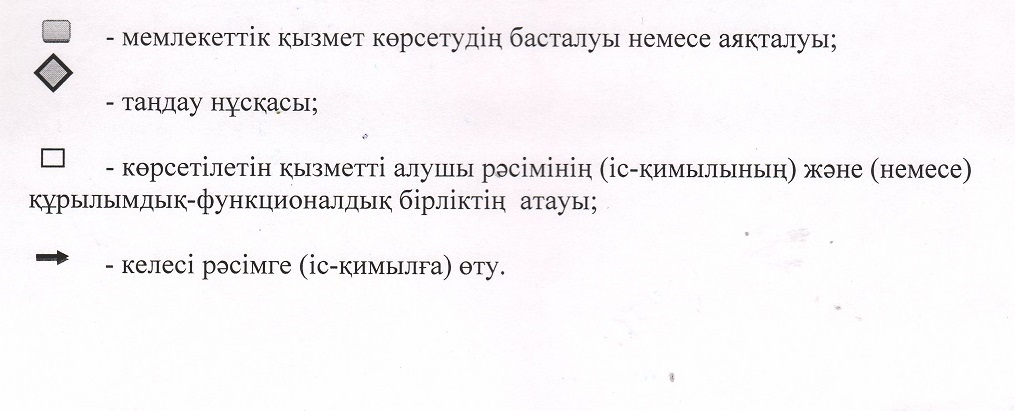 - мемлекеттік қызмет көрсетудің басталуы немесе аяқталуы;
- таңдау нұсқасы;
- көрсетілетін қызметті алушы рәсімінің (іс-қимылының) және (немесе)
құрылымдық-функционалдық бірліктің атауы;
- келесі рәсімге (іс-қимылға) өту.